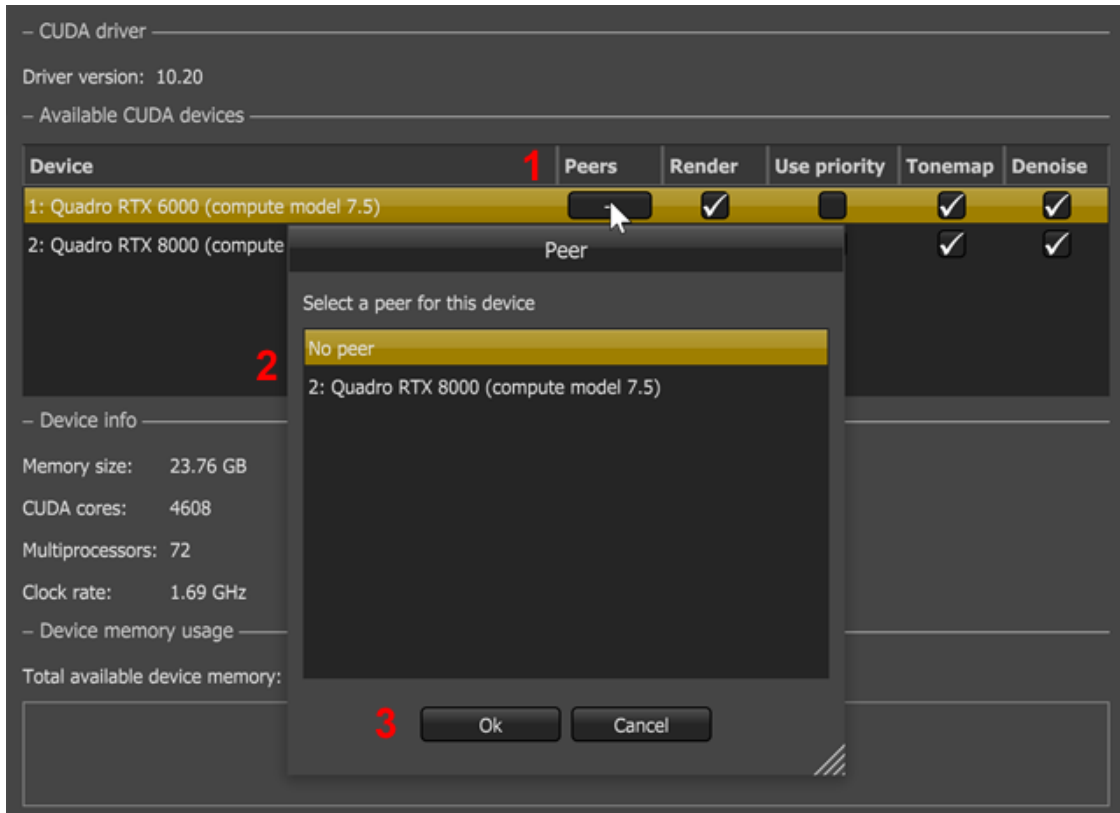 CUDA driver
Driver version: 10.20
Available CUDA devices
Device 1 Peers Render Use priority Tonemap Denoise
1: Quadro RTX 6000 (compute model 7.5) -
2: Quadro RTX 8000 (compute
Peer
Select a peer for this device
No peer
2
2: Quadro RTX 8000 (compute model 7.5)
Device info
Memory size: 23.76 GB
CUDA cores: 4608
Multiprocessors: 72
Clock rate: 1.69 GHz
Device memory usage
Total available device memory:
3 Ok Cancel